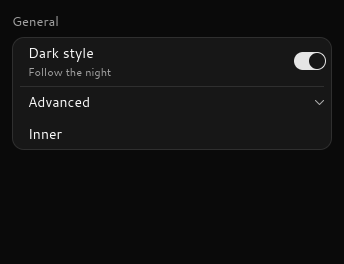 General
Dark style
Follow the night
Advanced
Inner